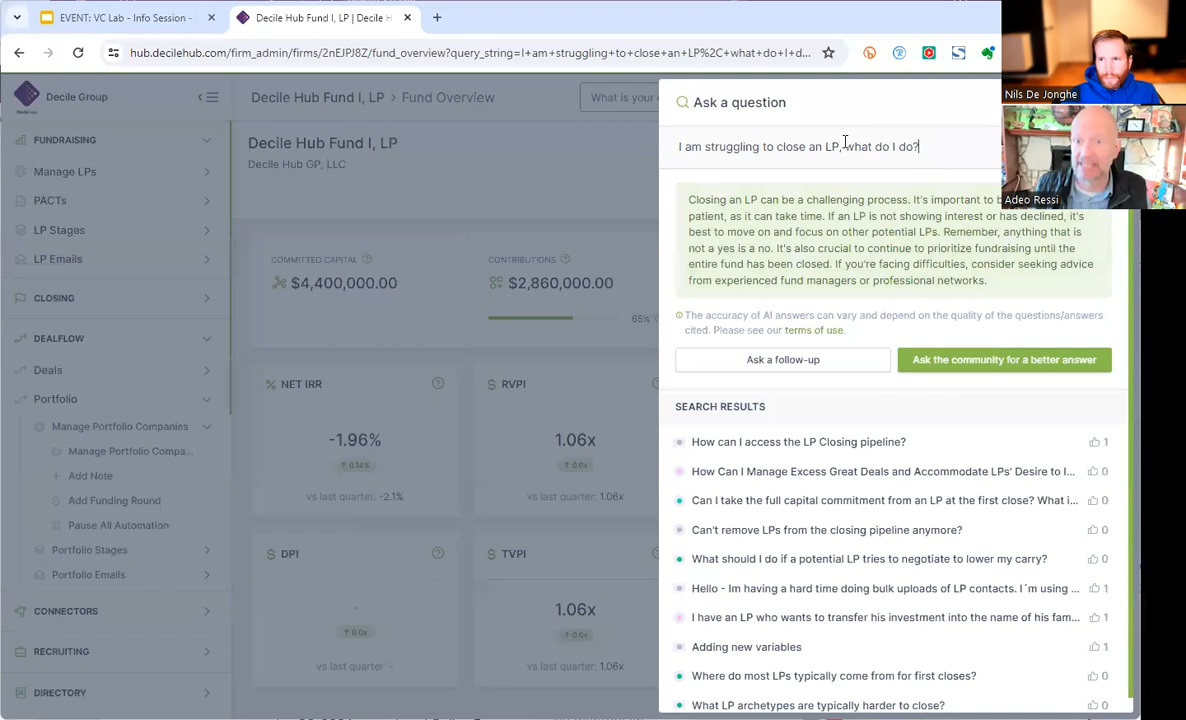 EVENT: VC Lab - Info Session -
Decile Hub Fund I, LP | Decile H
hub.decilehub.com/firm_admin/firms/2nEJPJ8Z/fund_overview?query_string=I+am+struggling+to+close+an+LP%2C+what+do+I+d...
Nils De Jonghe
Adeo Ressi
Decile Group
FUNDRAISING
Manage LPs
PACTs
LP Stages
LP Emails
CLOSING
DEALFLOW
Deals
Portfolio
Manage Portfolio Companies
Manage Portfolio Compa...
Add Note
Add Funding Round
Pause All Automation
Portfolio Stages
Portfolio Emails
CONNECTORS
RECRUITING
DIRECTORY
Decile Hub Fund I, LP > Fund Overview
What is your
Decile Hub Fund I, LP
Decile Hub GP, LLC
COMMITTED CAPITAL
$4,400,000.00
CONTRIBUTIONS
$2,860,000.00
65%
NET IRR
-1.96%
0.14%
vs last quarter: -2.1%
RVPI
1.06x
0.0x
vs last quarter: 1.06x
DPI
-
0.0x
vs last quarter: -
TVPI
1.06x
0.0x
vs last quarter: 1.06x
Ask a question
I am struggling to close an LP, what do I do?
Closing an LP can be a challenging process. It's important to
patient, as it can take time. If an LP is not showing interest or has declined, it's
best to move on and focus on other potential LPs. Remember, anything that is
not a yes is a no. It's also crucial to continue to prioritize fundraising until the
entire fund has been closed. If you're facing difficulties, consider seeking advice
from experienced fund managers or professional networks.
The accuracy of AI answers can vary and depend on the quality of the questions/answers
cited. Please see our terms of use.
Ask a follow-up
Ask the community for a better answer
SEARCH RESULTS
How can I access the LP Closing pipeline? 1
How Can I Manage Excess Great Deals and Accommodate LPs' Desire to I... 0
Can I take the full capital commitment from an LP at the first close? What i... 0
Can't remove LPs from the closing pipeline anymore? 0
What should I do if a potential LP tries to negotiate to lower my carry? 0
Hello - Im having a hard time doing bulk uploads of LP contacts. I´m using ... 1
I have an LP who wants to transfer his investment into the name of his fam... 1
Adding new variables 1
Where do most LPs typically come from for first closes? 0
What LP archetypes are typically harder to close? 0